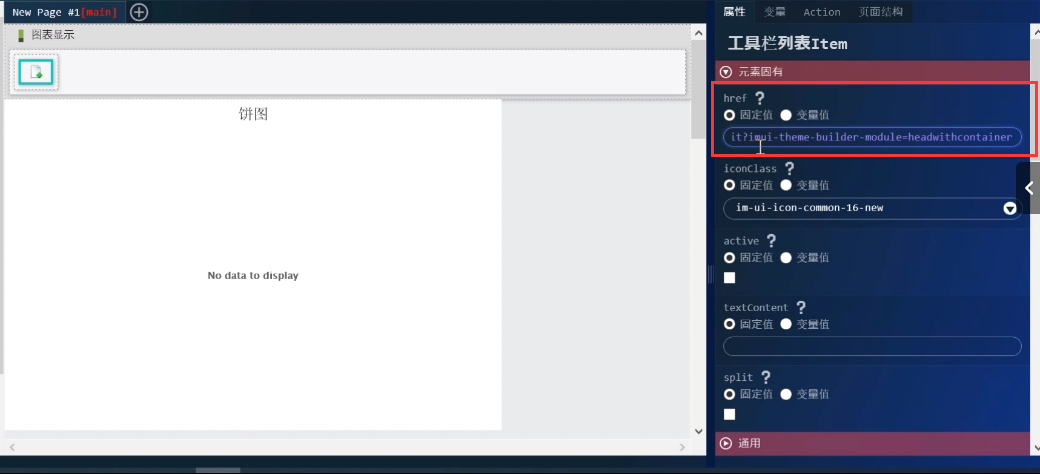 New Page #1[main]
图表显示
饼图
No data to display
属性 变量 Action 页面结构
工具栏列表Item
元素固有
href ?
固定值 变量值
it?imui-theme-builder-module=headwithcontainer
iconClass ?
固定值 变量值
im-ui-icon-common-16-new
active ?
固定值 变量值
textContent ?
固定值 变量值
split ?
固定值 变量值
通用